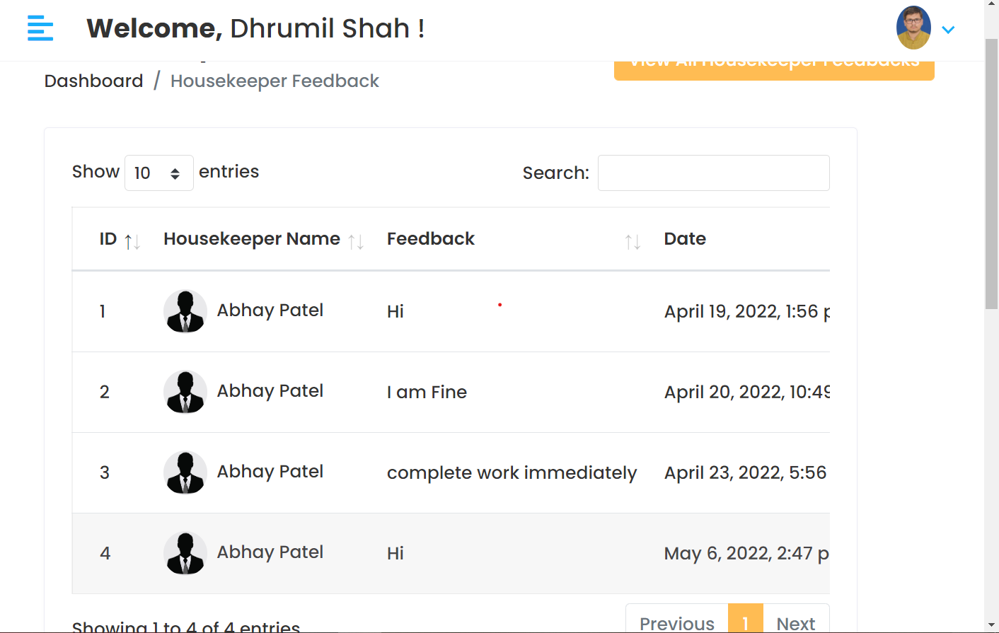 Welcome, Dhrumil Shah !
View All Housekeeper Feedbacks
Dashboard / Housekeeper Feedback
Show 10 entries Search:
ID Housekeeper Name Feedback Date
1 Abhay Patel Hi April 19, 2022, 1:56 p
2 Abhay Patel I am Fine April 20, 2022, 10:49
3 Abhay Patel complete work immediately April 23, 2022, 5:56
4 Abhay Patel Hi May 6, 2022, 2:47 p
Showing 1 to 4 of 4 entries
Previous 1 Next